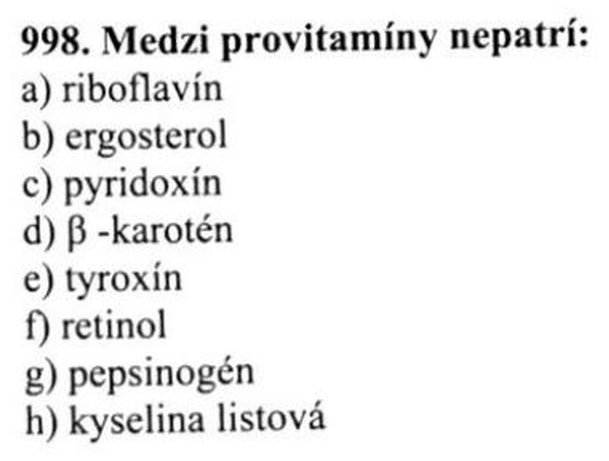 998. Medzi provitamíny nepatrí:
a) riboflavín
b) ergosterol
c) pyridoxín
d) β -karotén
e) tyroxín
f) retinol
g) pepsinogén
h) kyselina listová